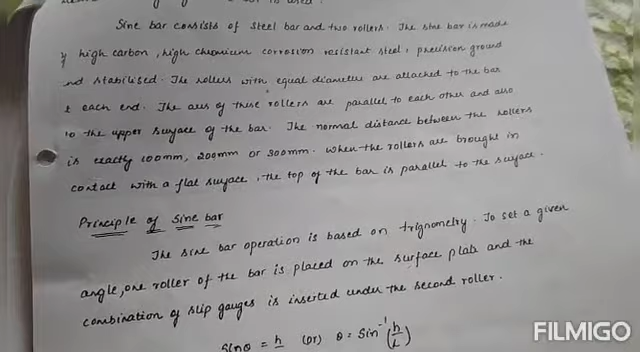 Sine bar consists of steel bar and two rollers. The sine bar is made
of high carbon, high chromium corrosion resistant steel, precision ground
and stabilised. The rollers with equal diameters are attached to the bar
at each end. The axes of these rollers are parallel to each other and also
to the upper surface of the bar. The normal distance between the rollers
is exactly 100mm, 200mm or 300mm. When the rollers are brought in
contact with a flat surface, the top of the bar is parallel to the surface.
Principle of Sine bar
The sine bar operation is based on trignometry. To set a given
angle, one roller of the bar is placed on the surface plate and the
combination of slip gauges is inserted under the second roller.
Sinθ = h (or) θ = Sin⁻¹(h/L)
FILMIGO